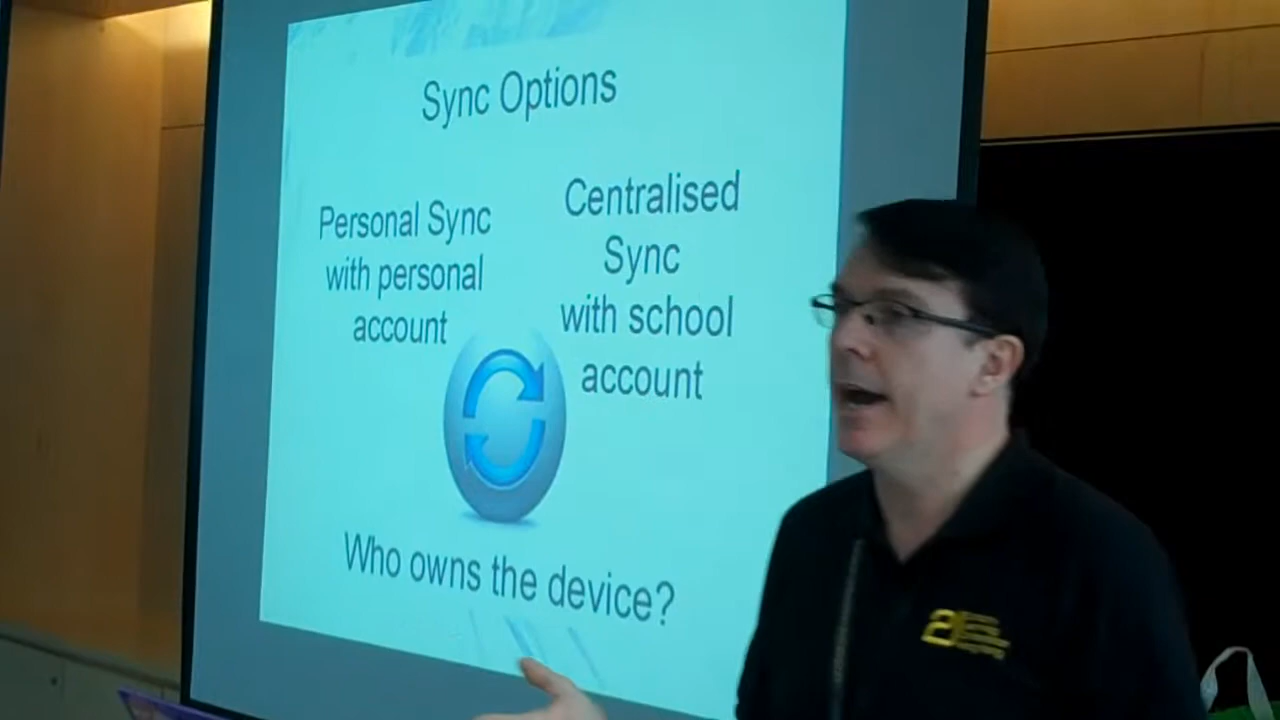 Sync Options
Personal Sync
with personal
account
Centralised
Sync
with school
account
Who owns the device?